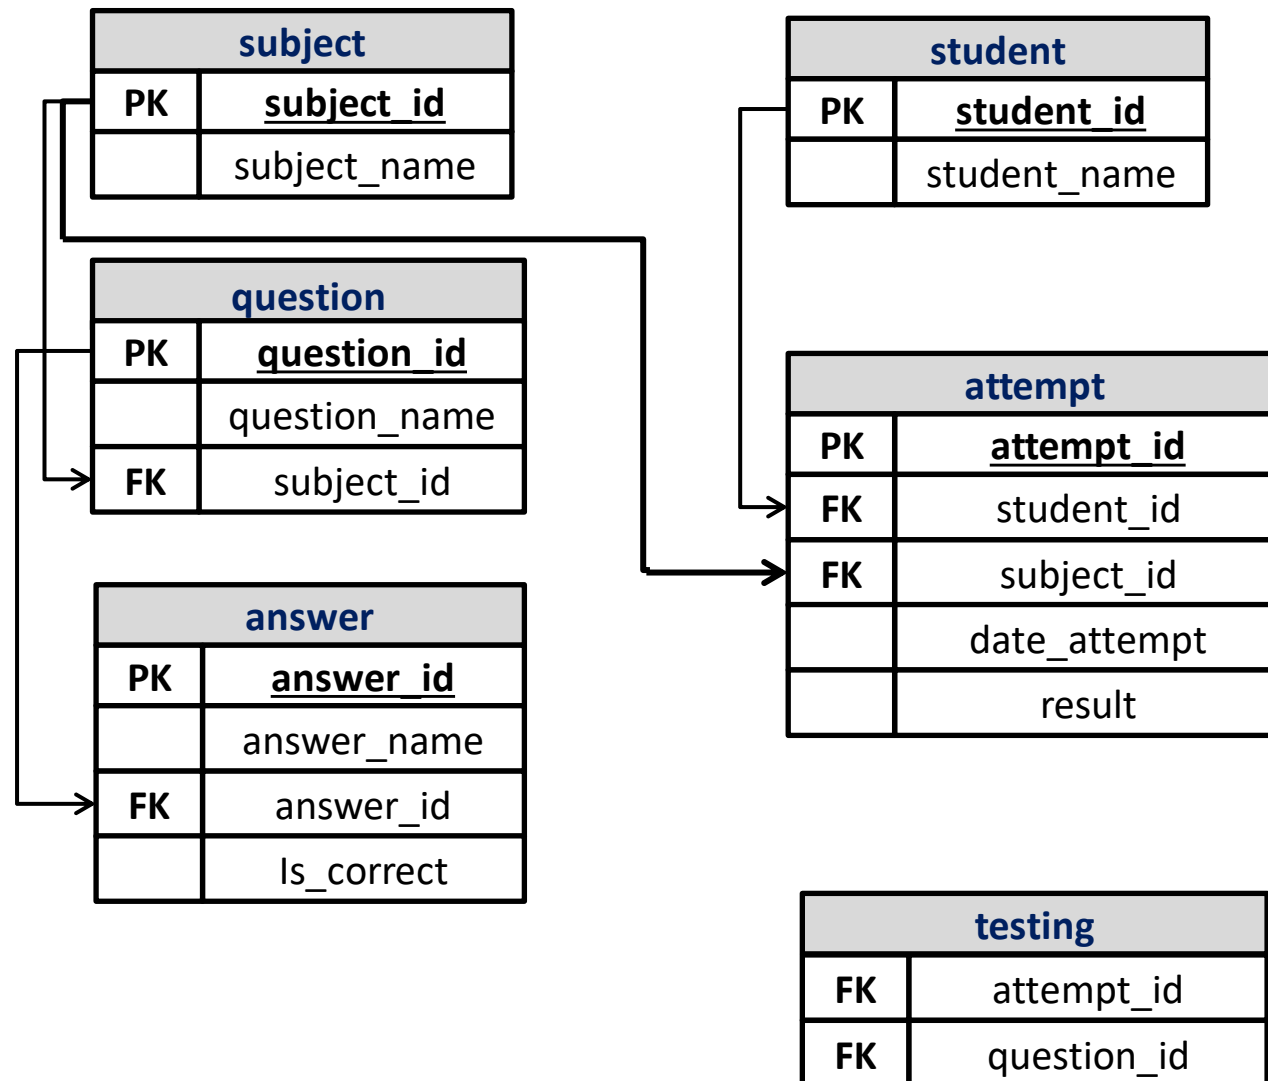 subject
PK subject_id
subject_name
question
PK question_id
question_name
FK subject_id
answer
PK answer_id
answer_name
FK answer_id
Is_correct
student
PK student_id
student_name
attempt
PK attempt_id
FK student_id
FK subject_id
date_attempt
result
testing
FK attempt_id
FK question_id